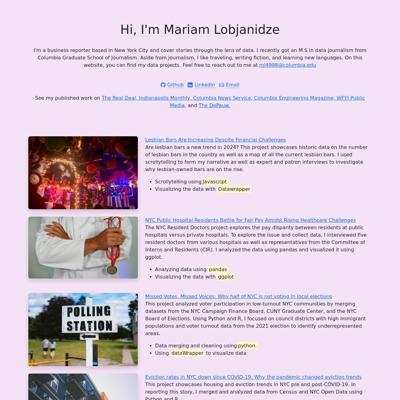 Hi, I'm Mariam Lobjanidze
I'm a business reporter based in New York City and cover stories through the lens of data. I recently got an M.S in data journalism from
Columbia Graduate School of Journalism. Aside from journalism, I like traveling, writing fiction, and learning new languages. On this
website, you can find my data projects. Feel free to reach out to me at ml4998@columbia.edu
Github LinkedIn Email
See my published work on The Real Deal, Indianapolis Monthly, Columbia News Service, Columbia Engineering Magazine, WFYI Public
Media, and The DePauw.
Lesbian Bars Are Increasing Despite Financial Challenges
Are lesbian bars a new trend in 2024? This project showcases historic data on the number
of lesbian bars in the country as well as a map of all the current lesbian bars. I used
scrollytelling to form my narrative as well as expert and patron interviews to investigate
why lesbian-owned bars are on the rise.
• Scrollytelling using Javascript
• Visualizing the data with Datawrapper
NYC Public Hospital Residents Battle for Fair Pay Amidst Rising Healthcare Challenges
The NYC Resident Doctors project explores the pay disparity between residents at public
hospitals versus private hospitals. To explore the issue and collect data, I interviewed five
resident doctors from various hospitals as well as representatives from the Committee of
Interns and Residents (CIR). I analyzed the data using pandas and visualized it using
ggplot.
• Analyzing data using pandas
• Visualizing the data with ggplot
POLLING
STATION
Missed Votes, Missed Voices: Why half of NYC is not voting in local elections
This project analyzed voter participation in low-turnout NYC communities by merging
datasets from the NYC Campaign Finance Board, CUNY Graduate Center, and the NYC
Board of Elections. Using Python and R, I focused on council districts with high immigrant
populations and voter turnout data from the 2021 election to identify underrepresented
areas.
• Data merging and cleaning using python.
• Using dataWrapper to visualize data
Eviction rates in NYC down since COVID-19: Why the pandemic changed eviction trends
This project showcases housing and eviction trends in NYC pre and post-COVID-19. In
reporting this story, I merged and analyzed data from Census and NYC Open Data using
Python and R.